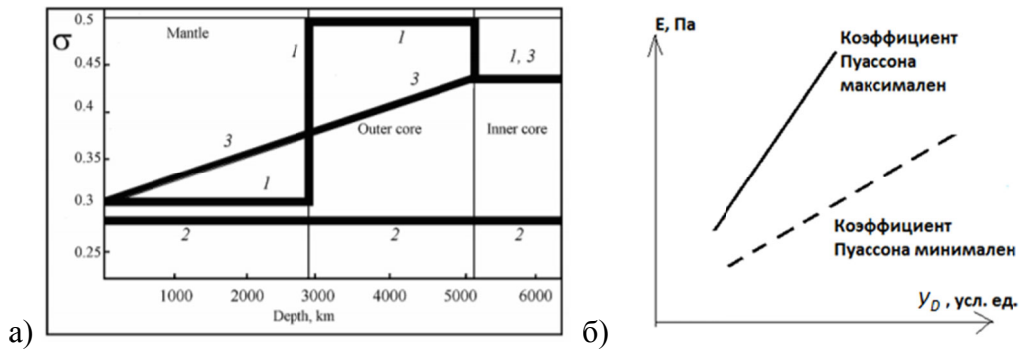 0.5
σ
0.45
0.4
0.35
0.3
0.25
Mantle
1
1
1, 3
3
3
Outer core
Inner core
1
2
2
2
1000 2000 3000 4000 5000 6000
Depth, km
а)
E, Па
Коэффициент
Пуассона
максимален
Коэффициент
Пуассона минимален
y_D , усл. ед.
б)